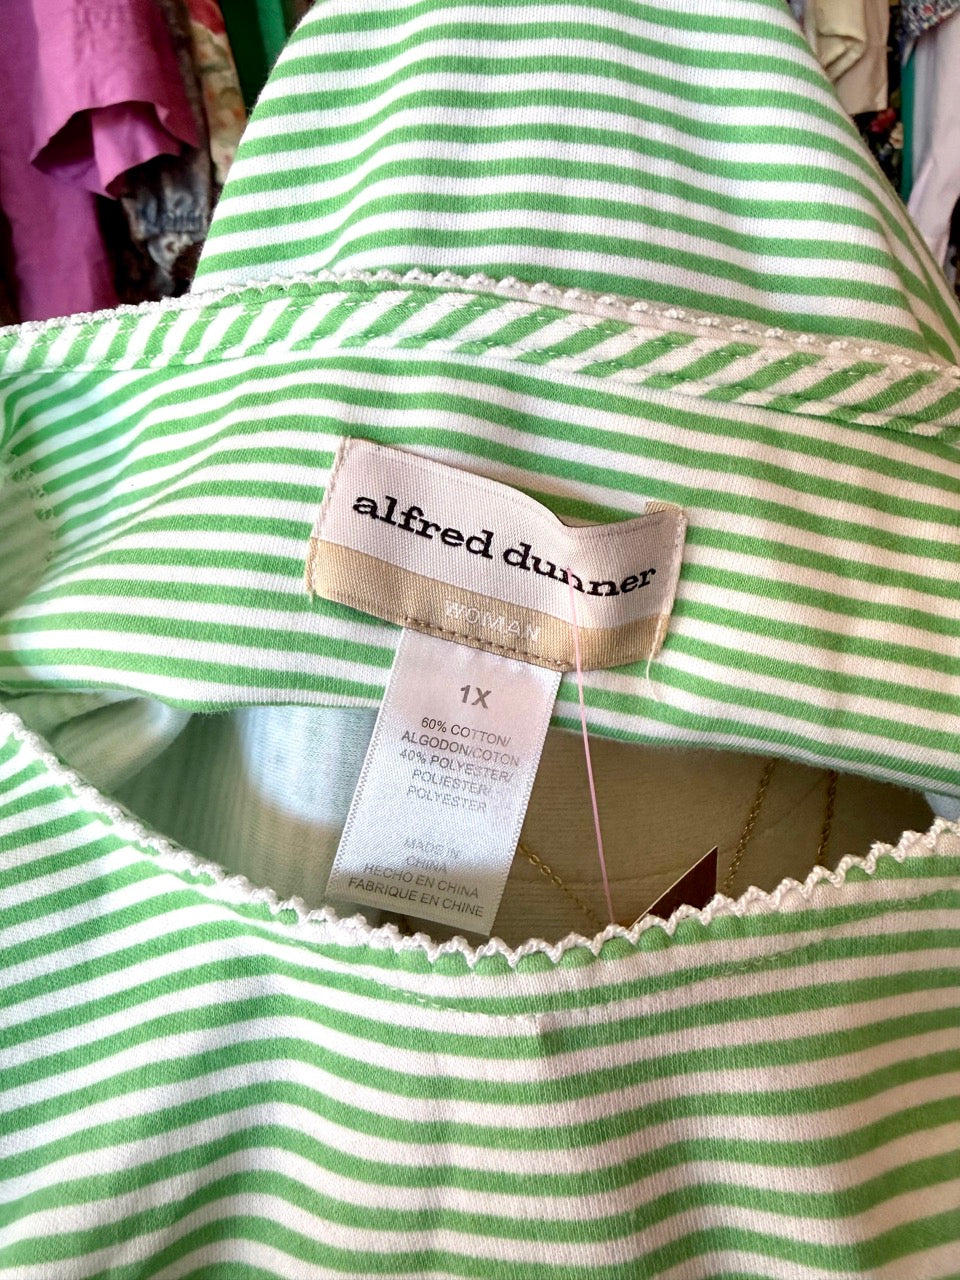 alfred dunner
WOMAN
1X
60% COTTON/
ALGODON/COTON
40% POLYESTER/
POLIESTER/
POLYESTER
MADE IN
CHINA
HECHO EN CHINA
FABRIQUE EN CHINE